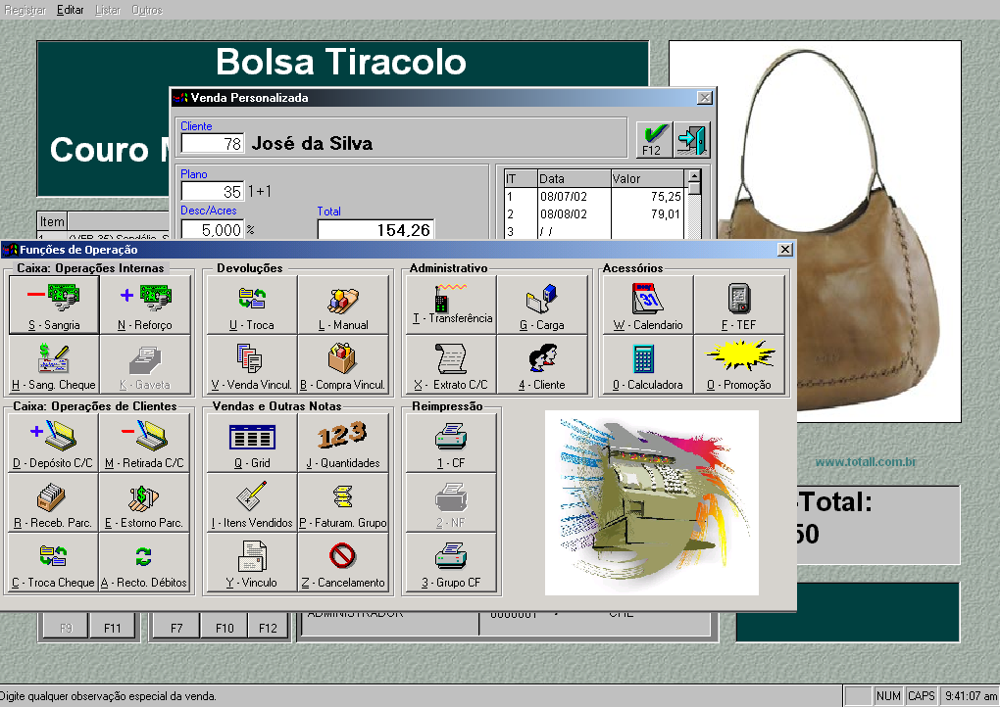 Registrar Editar Listar Outros
Bolsa Tiracolo
Couro
Venda Personalizada
Cliente
78 José da Silva
F12
Plano
35 1+1
Desc/Acres Total
5,000 % 154,26
IT Data Valor
1 08/07/02 75,25
2 08/08/02 79,01
3 / /
Item
Funções de Operação
Caixa: Operações Internas
S - Sangria
N - Reforço
H - Sang. Cheque
K - Gaveta
Devoluções
U - Troca
L - Manual
V - Venda Vincul.
B - Compra Vincul.
Administrativo
T - Transferência
G - Carga
X - Extrato C/C
4 - Cliente
Acessórios
31
W - Calendario
F - TEF
0 - Calculadora
O - Promoção
Caixa: Operações de Clientes
D - Depósito C/C
M - Retirada C/C
R - Receb. Parc.
E - Estorno Parc.
C - Troca Cheque
A - Recto. Débitos
Vendas e Outras Notas
Q - Grid
123
J - Quantidades
I - Itens Vendidos
P - Faturam. Grupo
Y - Vinculo
Z - Cancelamento
Reimpressão
1 - CF
2 - NF
3 - Grupo CF
www.totall.com.br
-Total:
50
F9 F11 F7 F10 F12
ADMINISTRADOR 0000001
Digite qualquer observação especial da venda.
NUM CAPS 9:41:07 am